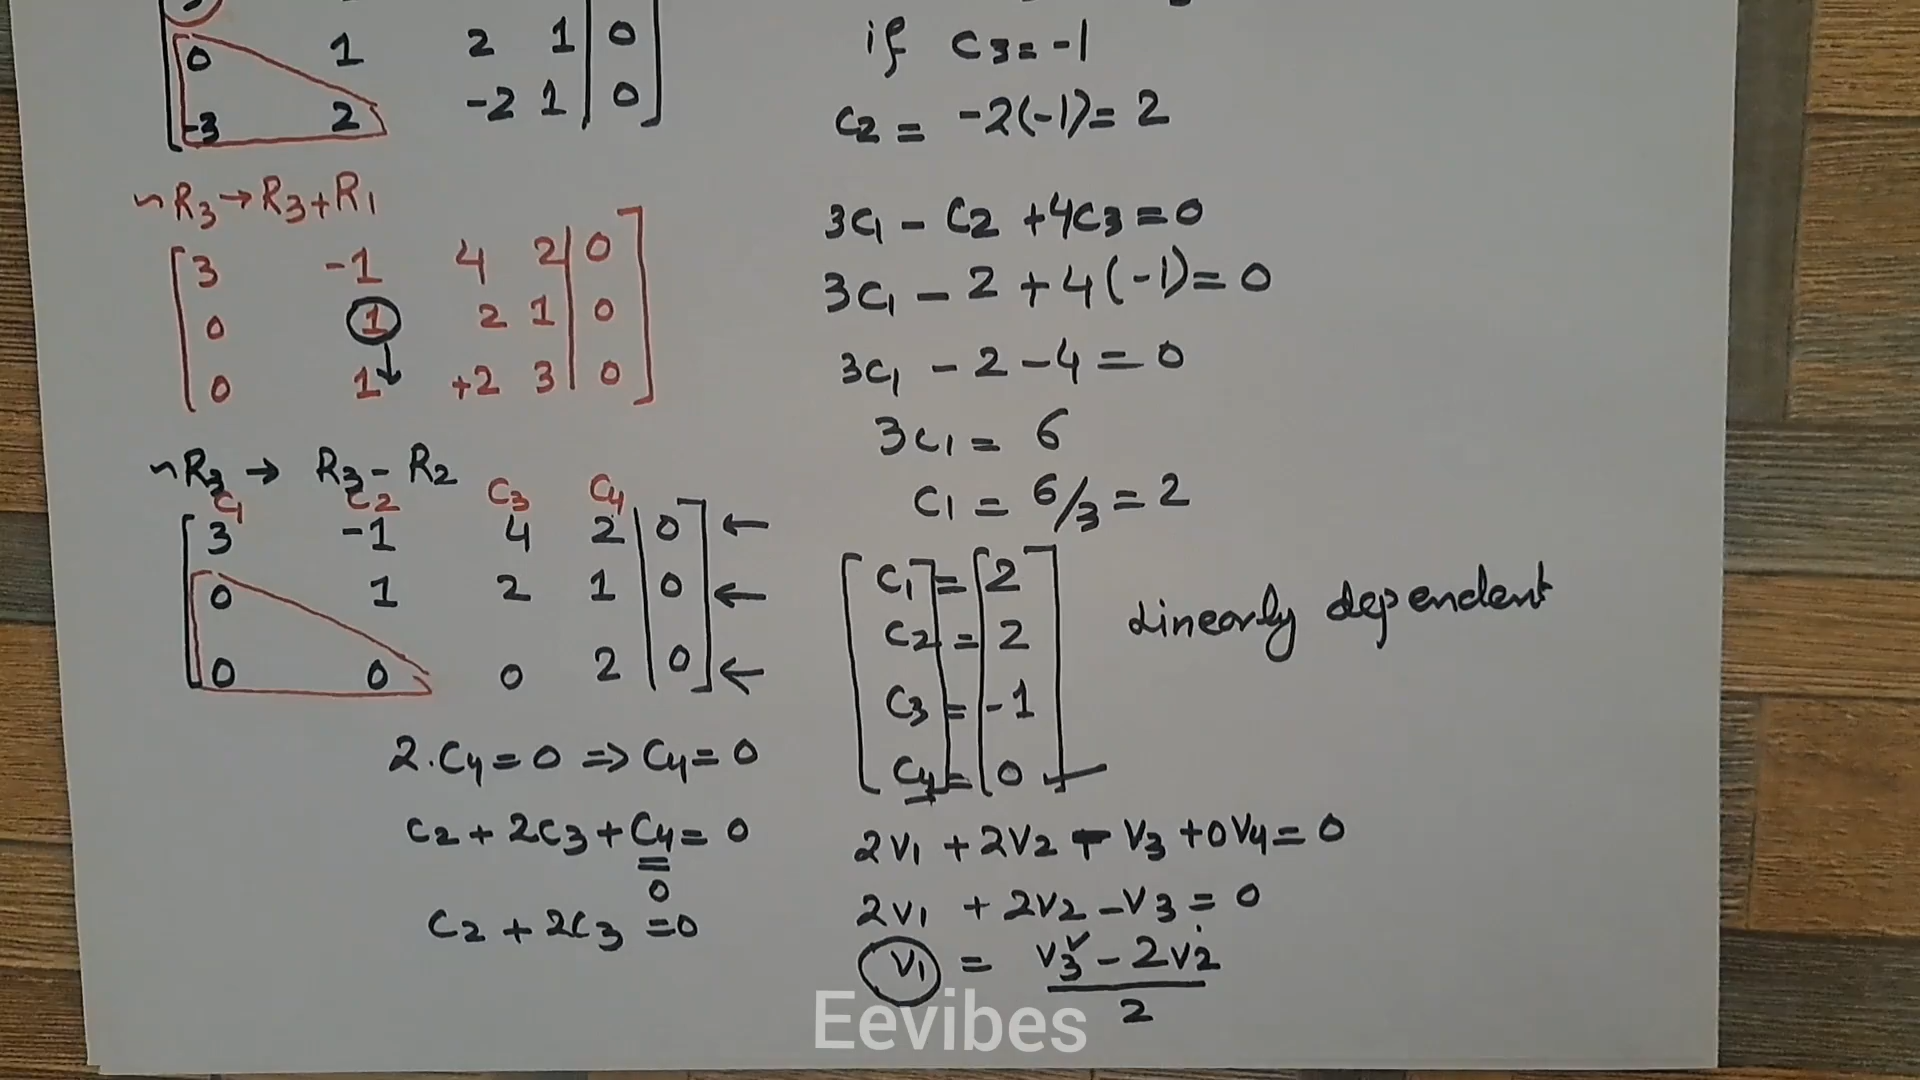 0 1 2 1 | 0
-3 2 -2 1 | 0
~R3→R3+R1
3 -1 4 2 | 0
0 1 2 1 | 0
0 1 +2 3 | 0
~R3 → R3 - R2
C1 C2 C3 C4
3 -1 4 2 | 0 ←
0 1 2 1 | 0 ←
0 0 0 2 | 0 ←
2.C4 = 0 => C4 = 0
C2 + 2C3 + C4 = 0
0
C2 + 2C3 = 0
if C3 = -1
C2 = -2(-1) = 2
3C1 - C2 + 4C3 = 0
3C1 - 2 + 4(-1) = 0
3C1 - 2 - 4 = 0
3C1 = 6
C1 = 6/3 = 2
C1 = 2
C2 = 2
C3 = -1
C4 = 0
Linearly dependent
2V1 + 2V2 - V3 + 0V4 = 0
2V1 + 2V2 - V3 = 0
V1 = V3 - 2V2
2
Eevibes